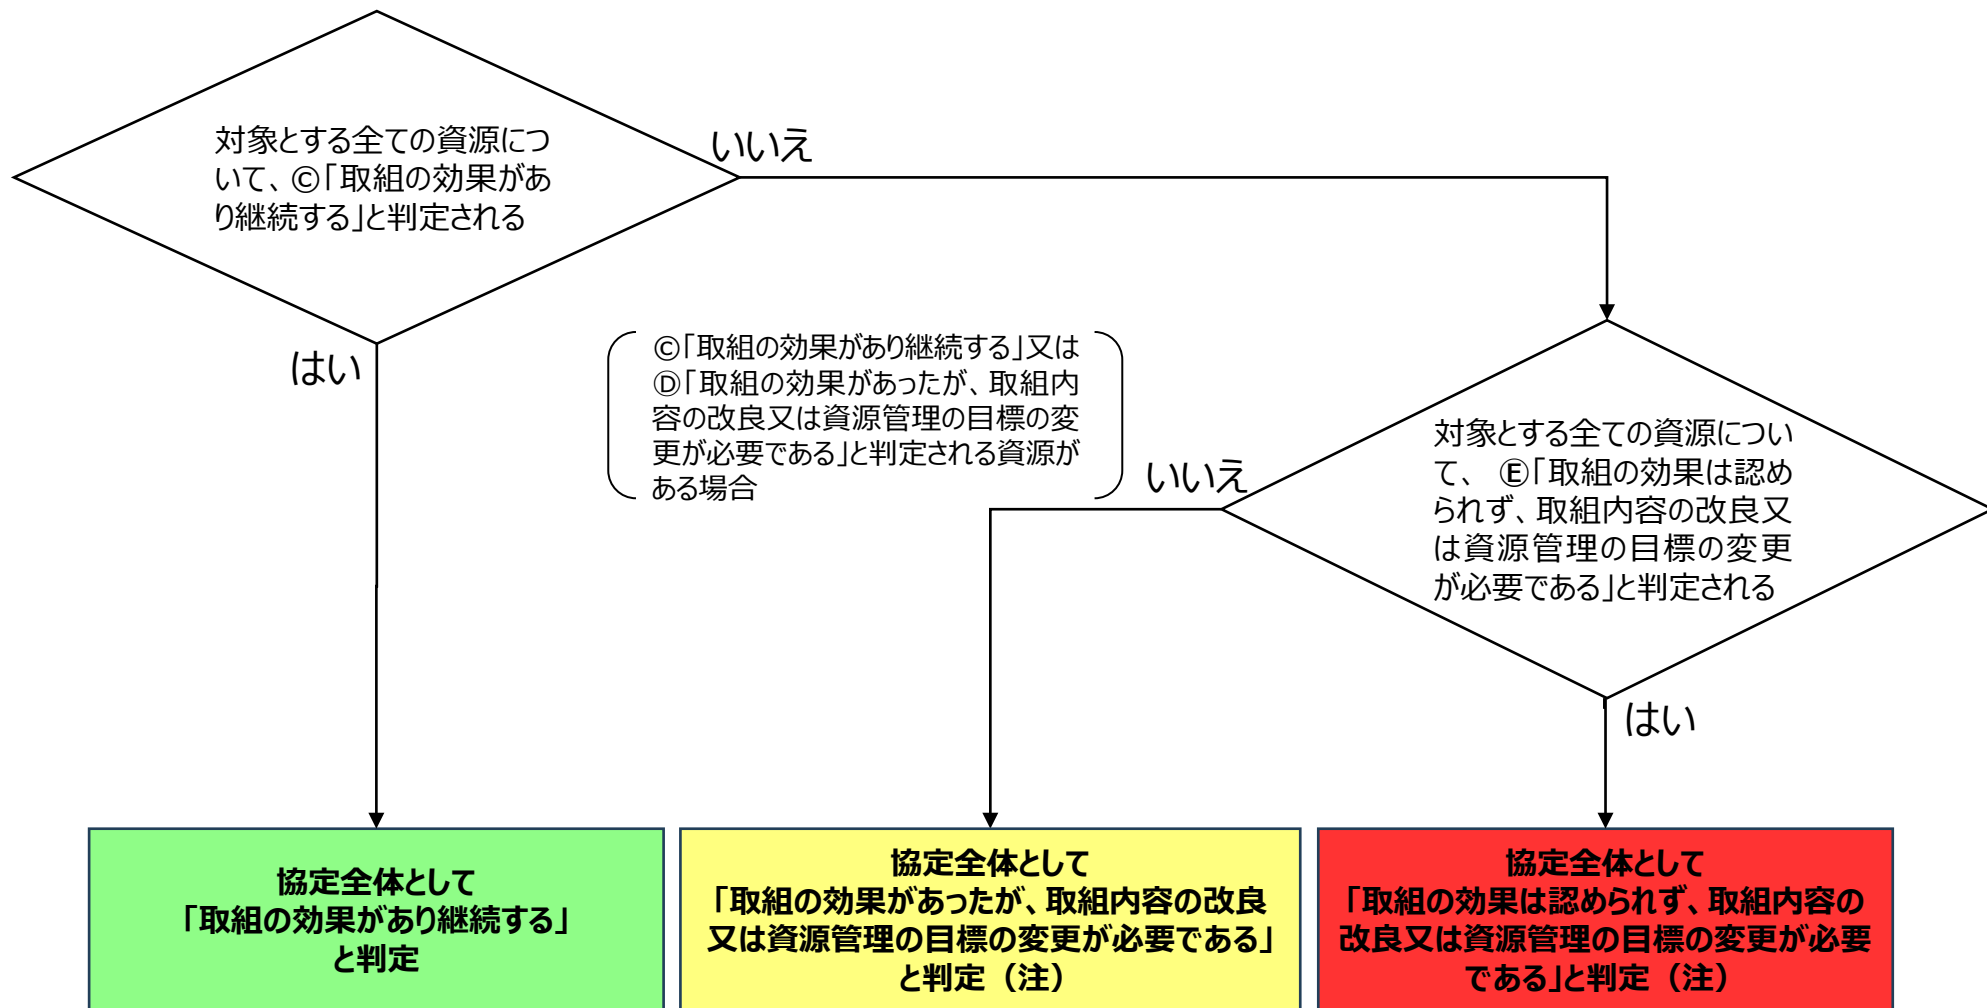 対象とする全ての資源につ
いて、©「取組の効果があ
り継続する」と判定される
いいえ
はい
©「取組の効果があり継続する」又は
Ⓓ「取組の効果があったが、取組内
容の改良又は資源管理の目標の変
更が必要である」と判定される資源が
ある場合
いいえ
対象とする全ての資源につい
て、 Ⓔ「取組の効果は認め
られず、取組内容の改良又
は資源管理の目標の変更
が必要である」と判定される
はい
協定全体として
「取組の効果があり継続する」
と判定
協定全体として
「取組の効果があったが、取組内容の改良
又は資源管理の目標の変更が必要である」
と判定（注）
協定全体として
「取組の効果は認められず、取組内容の
改良又は資源管理の目標の変更が必要
である」と判定（注）